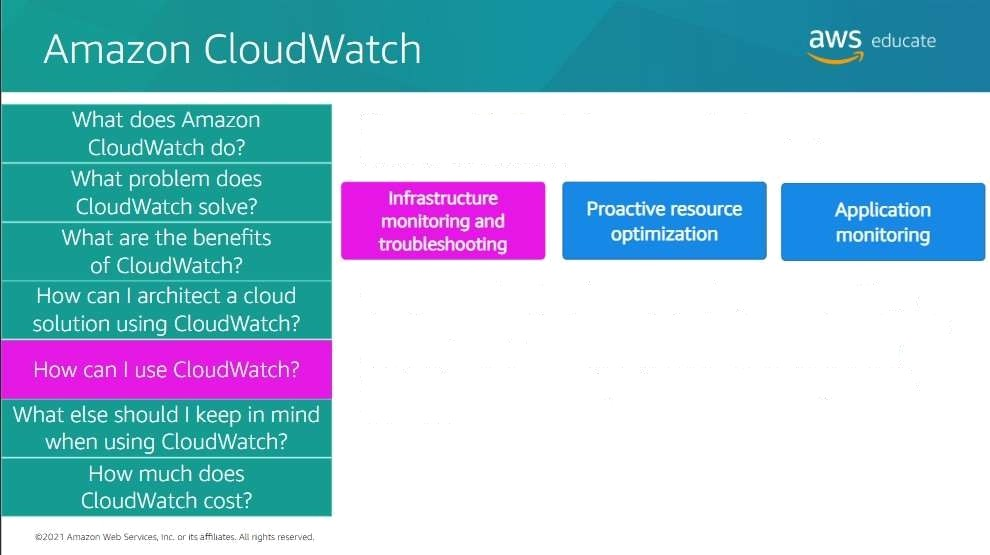 Amazon CloudWatch
aws educate
What does Amazon
CloudWatch do?
What problem does
CloudWatch solve?
What are the benefits
of CloudWatch?
How can I architect a cloud
solution using CloudWatch?
How can I use CloudWatch?
What else should I keep in mind
when using CloudWatch?
How much does
CloudWatch cost?
Infrastructure
monitoring and
troubleshooting
Proactive resource
optimization
Application
monitoring
©2021 Amazon Web Services, Inc. or its affiliates. All rights reserved.